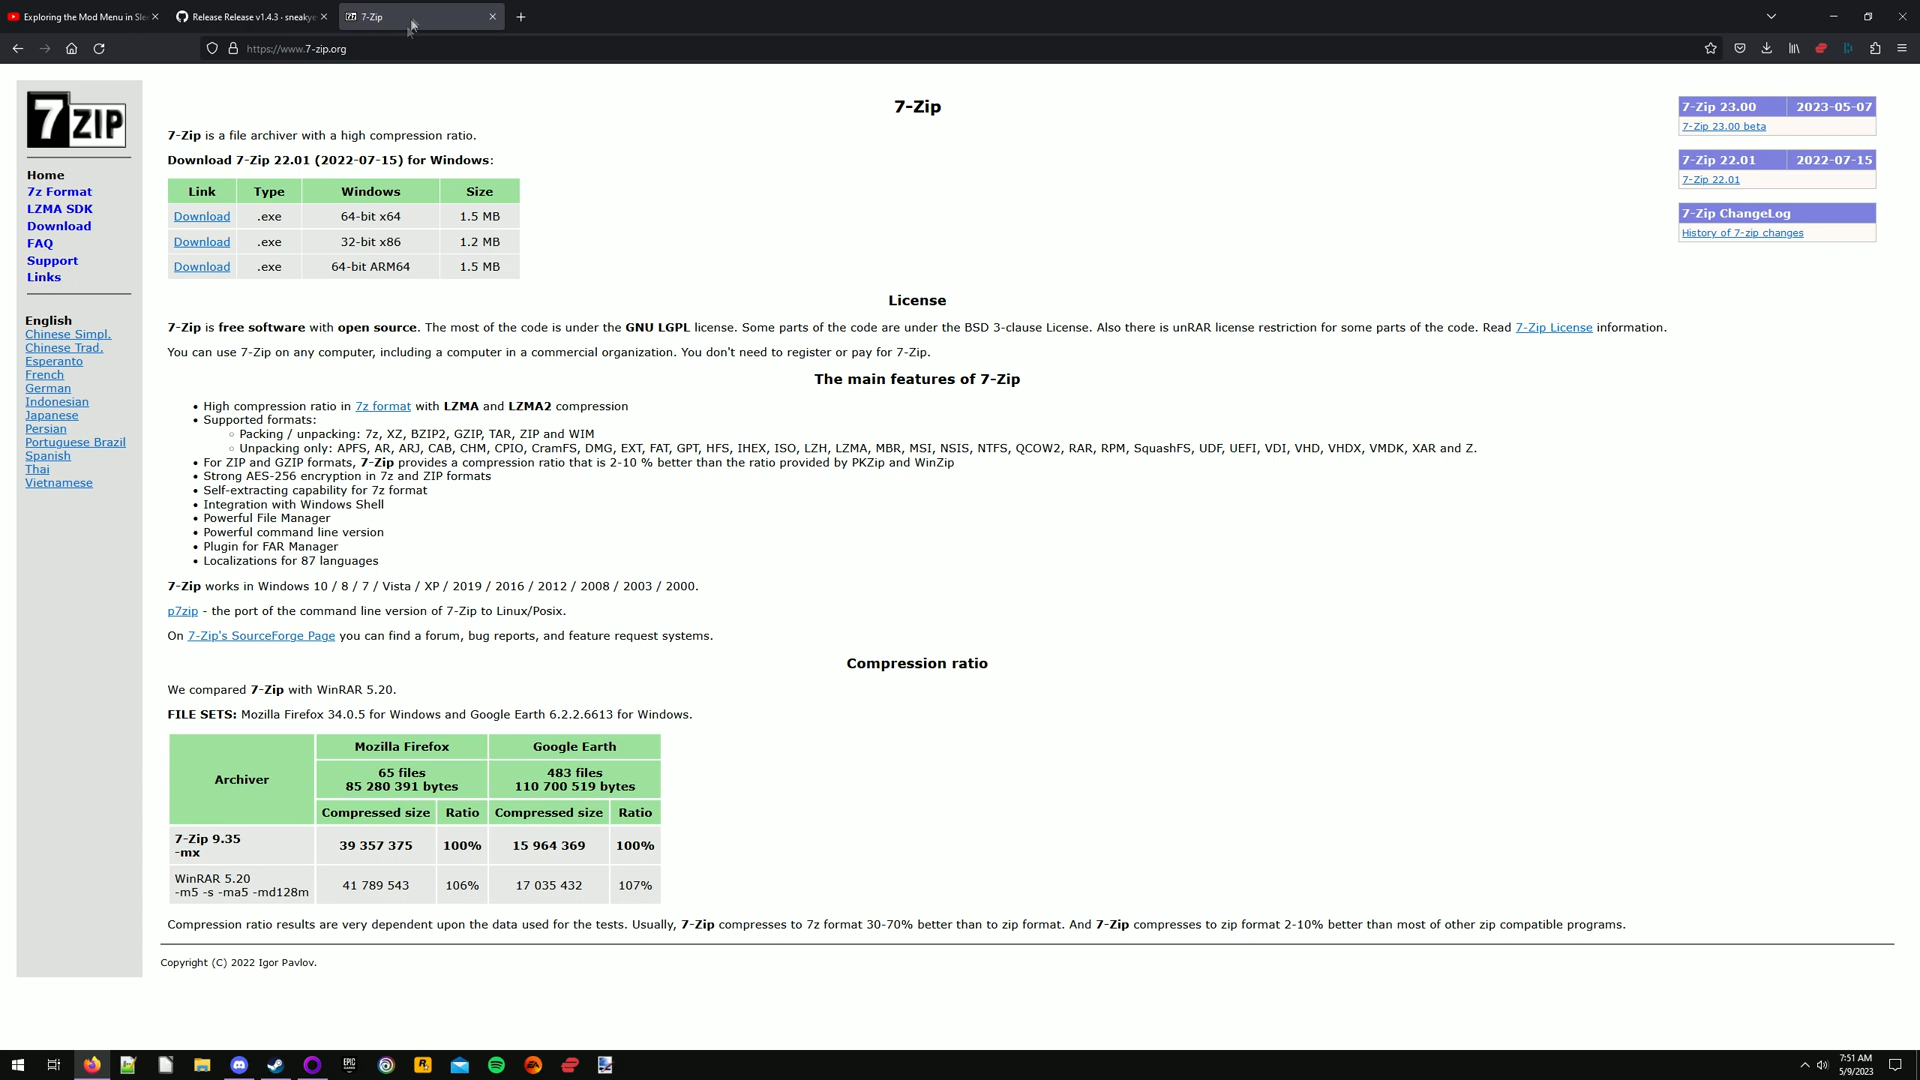 Exploring the Mod Menu in Sle
Release Release v1.4.3 · sneakye
7-Zip
https://www.7-zip.org
7ZIP
Home
7z Format
LZMA SDK
Download
FAQ
Support
Links
English
Chinese Simpl.
Chinese Trad.
Esperanto
French
German
Indonesian
Japanese
Persian
Portuguese Brazil
Spanish
Thai
Vietnamese
7-Zip
7-Zip is a file archiver with a high compression ratio.
Download 7-Zip 22.01 (2022-07-15) for Windows:
Link Type Windows Size
Download .exe 64-bit x64 1.5 MB
Download .exe 32-bit x86 1.2 MB
Download .exe 64-bit ARM64 1.5 MB
License
7-Zip is free software with open source. The most of the code is under the GNU LGPL license. Some parts of the code are under the BSD 3-clause License. Also there is unRAR license restriction for some parts of the code. Read 7-Zip License information.
You can use 7-Zip on any computer, including a computer in a commercial organization. You don't need to register or pay for 7-Zip.
The main features of 7-Zip
• High compression ratio in 7z format with LZMA and LZMA2 compression
• Supported formats:
◦ Packing / unpacking: 7z, XZ, BZIP2, GZIP, TAR, ZIP and WIM
◦ Unpacking only: APFS, AR, ARJ, CAB, CHM, CPIO, CramFS, DMG, EXT, FAT, GPT, HFS, IHEX, ISO, LZH, LZMA, MBR, MSI, NSIS, NTFS, QCOW2, RAR, RPM, SquashFS, UDF, UEFI, VDI, VHD, VHDX, VMDK, XAR and Z.
• For ZIP and GZIP formats, 7-Zip provides a compression ratio that is 2-10 % better than the ratio provided by PKZip and WinZip
• Strong AES-256 encryption in 7z and ZIP formats
• Self-extracting capability for 7z format
• Integration with Windows Shell
• Powerful File Manager
• Powerful command line version
• Plugin for FAR Manager
• Localizations for 87 languages
7-Zip works in Windows 10 / 8 / 7 / Vista / XP / 2019 / 2016 / 2012 / 2008 / 2003 / 2000.
p7zip - the port of the command line version of 7-Zip to Linux/Posix.
On 7-Zip's SourceForge Page you can find a forum, bug reports, and feature request systems.
Compression ratio
We compared 7-Zip with WinRAR 5.20.
FILE SETS: Mozilla Firefox 34.0.5 for Windows and Google Earth 6.2.2.6613 for Windows.
Archiver
Mozilla Firefox Google Earth
65 files 483 files
85 280 391 bytes 110 700 519 bytes
Compressed size Ratio Compressed size Ratio
7-Zip 9.35
-mx
39 357 375 100% 15 964 369 100%
WinRAR 5.20
-m5 -s -ma5 -md128m
41 789 543 106% 17 035 432 107%
Compression ratio results are very dependent upon the data used for the tests. Usually, 7-Zip compresses to 7z format 30-70% better than to zip format. And 7-Zip compresses to zip format 2-10% better than most of other zip compatible programs.
Copyright (C) 2022 Igor Pavlov.
7-Zip 23.00 2023-05-07
7-Zip 23.00 beta
7-Zip 22.01 2022-07-15
7-Zip 22.01
7-Zip ChangeLog
History of 7-zip changes
EPIC
7:51 AM
5/9/2023